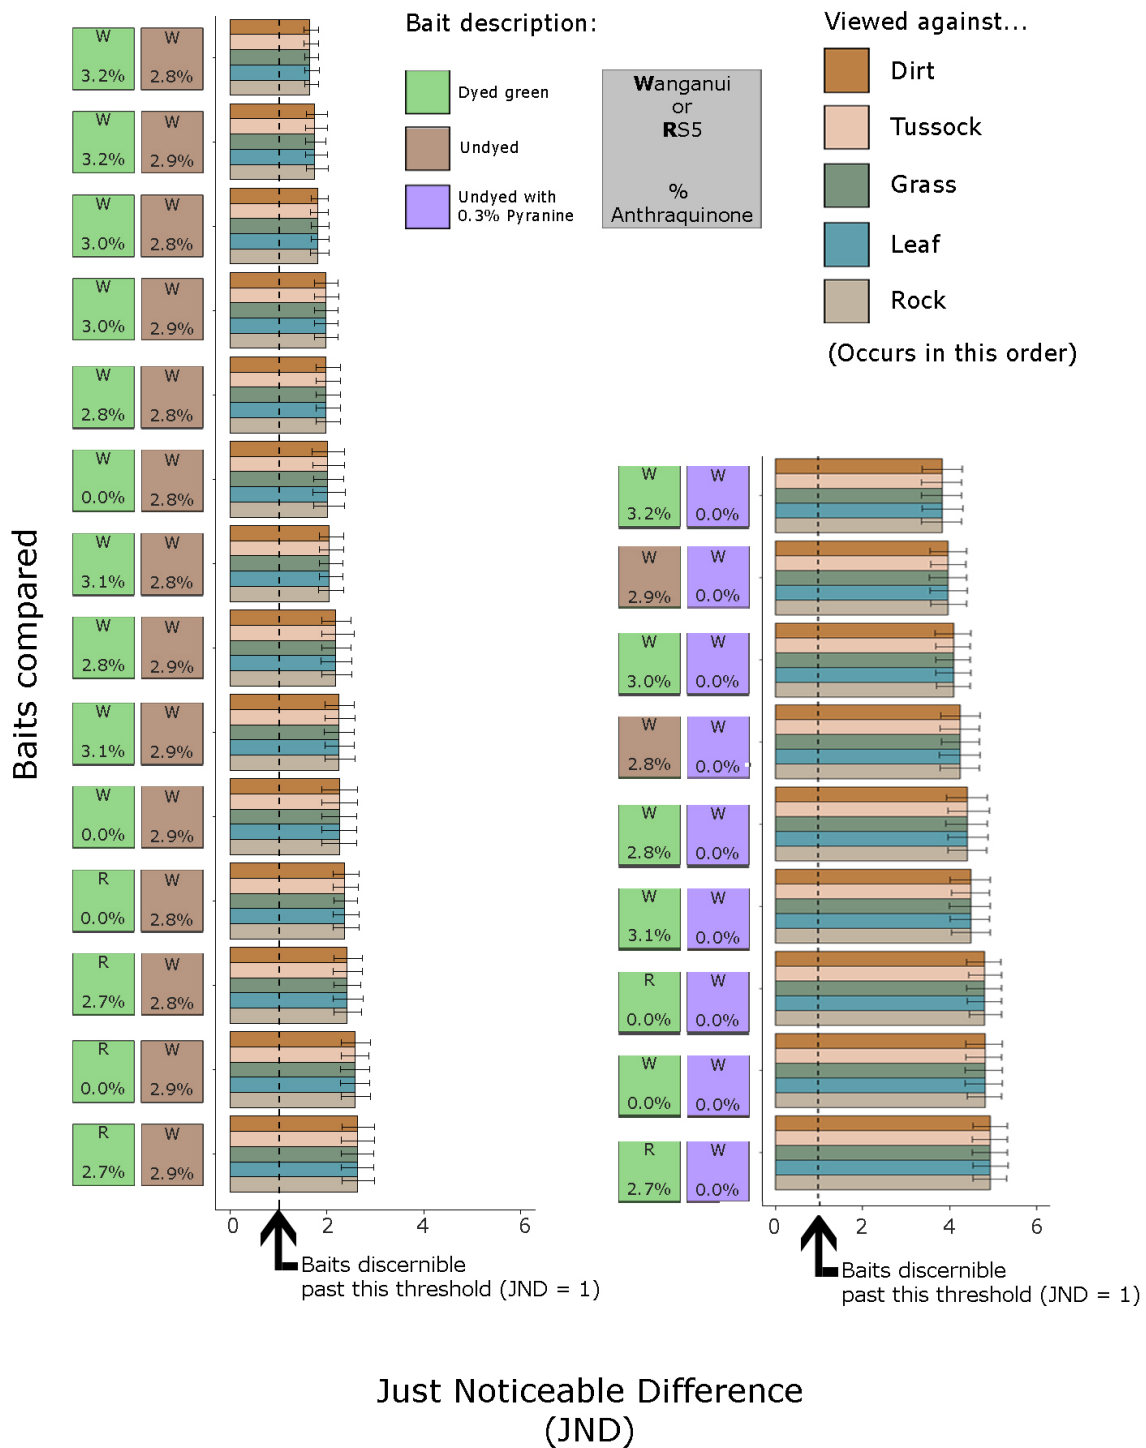 Bait description:
Dyed green
Undyed
Undyed with
0.3% Pyranine
Wanganui
or
RS5
%
Anthraquinone
Viewed against...
Dirt
Tussock
Grass
Leaf
Rock
(Occurs in this order)
Baits compared
W W
3.2% 2.8%
W W
3.2% 2.9%
W W
3.0% 2.8%
W W
3.0% 2.9%
W W
2.8% 2.8%
W W
0.0% 2.8%
W W
3.1% 2.8%
W W
2.8% 2.9%
W W
3.1% 2.9%
W W
0.0% 2.9%
R W
0.0% 2.8%
R W
2.7% 2.8%
R W
0.0% 2.9%
R W
2.7% 2.9%
0 2 4 6
Baits discernible
past this threshold (JND = 1)
W W
3.2% 0.0%
W W
2.9% 0.0%
W W
3.0% 0.0%
W W
2.8% 0.0%
W W
2.8% 0.0%
W W
3.1% 0.0%
R W
0.0% 0.0%
W W
0.0% 0.0%
R W
2.7% 0.0%
0 2 4 6
Baits discernible
past this threshold (JND = 1)
Just Noticeable Difference
(JND)